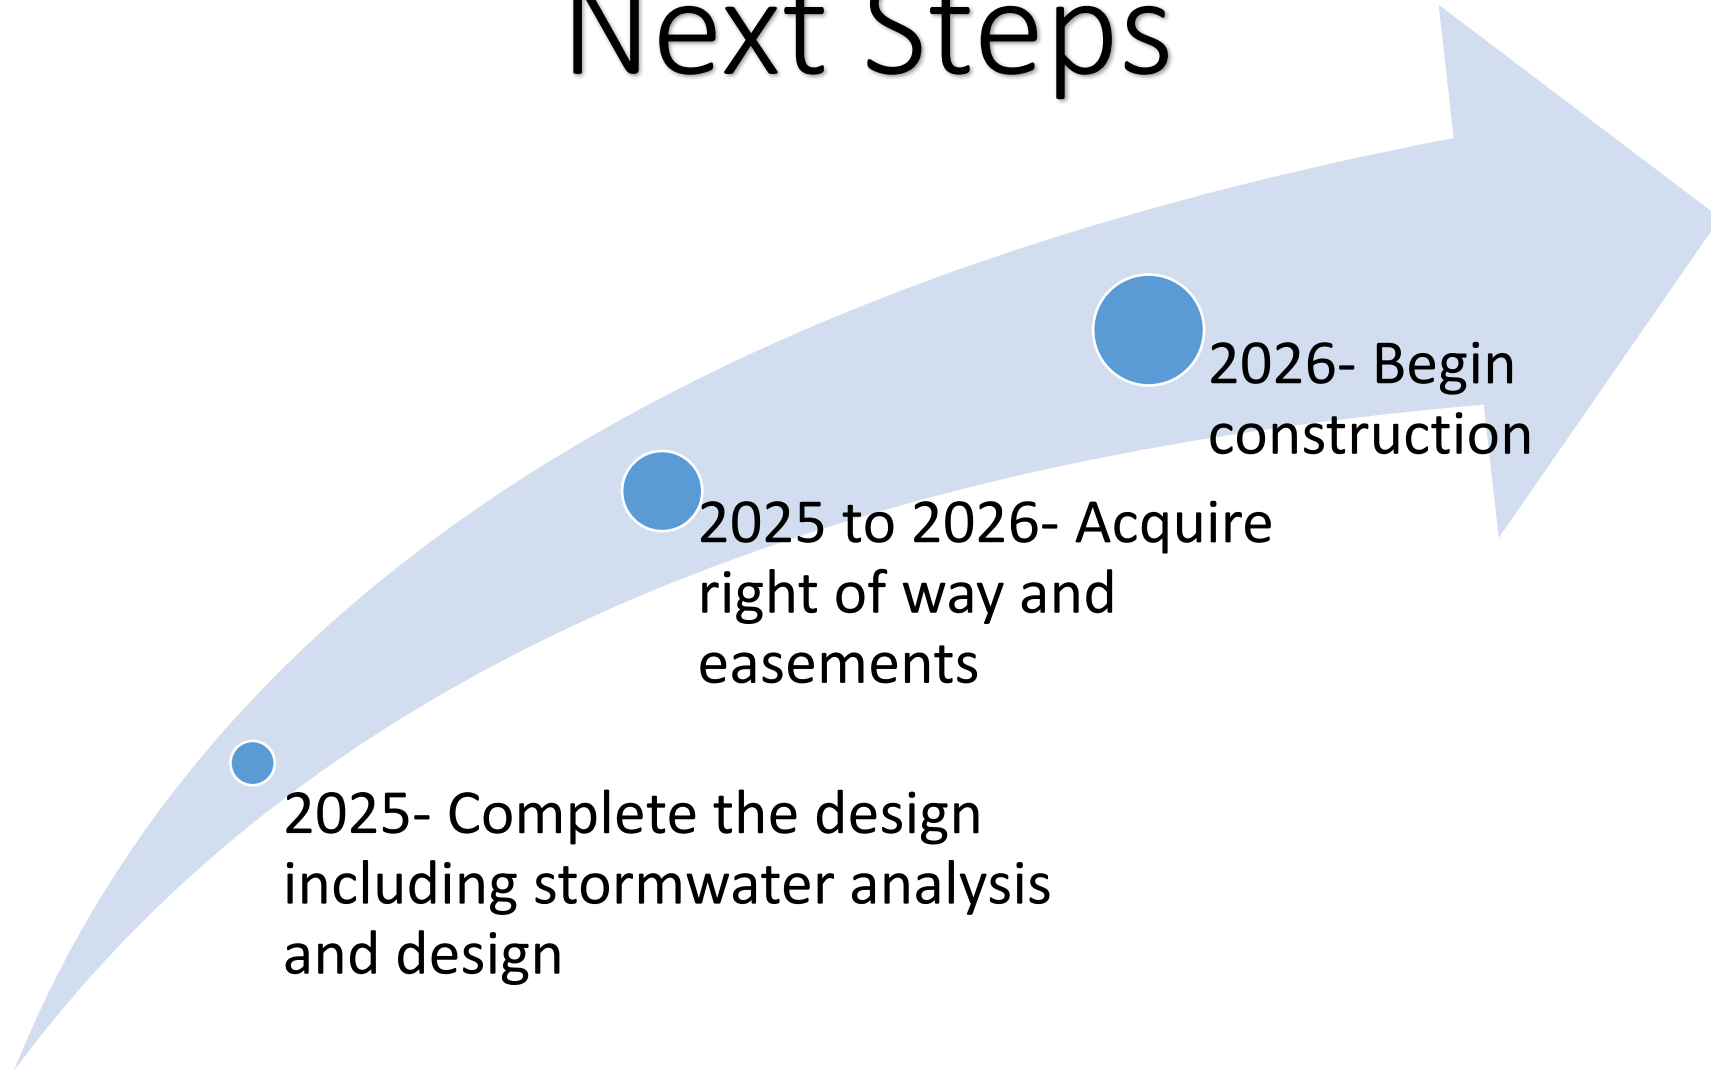 Next Steps
2026- Begin
construction
2025 to 2026- Acquire
right of way and
easements
2025- Complete the design
including stormwater analysis
and design